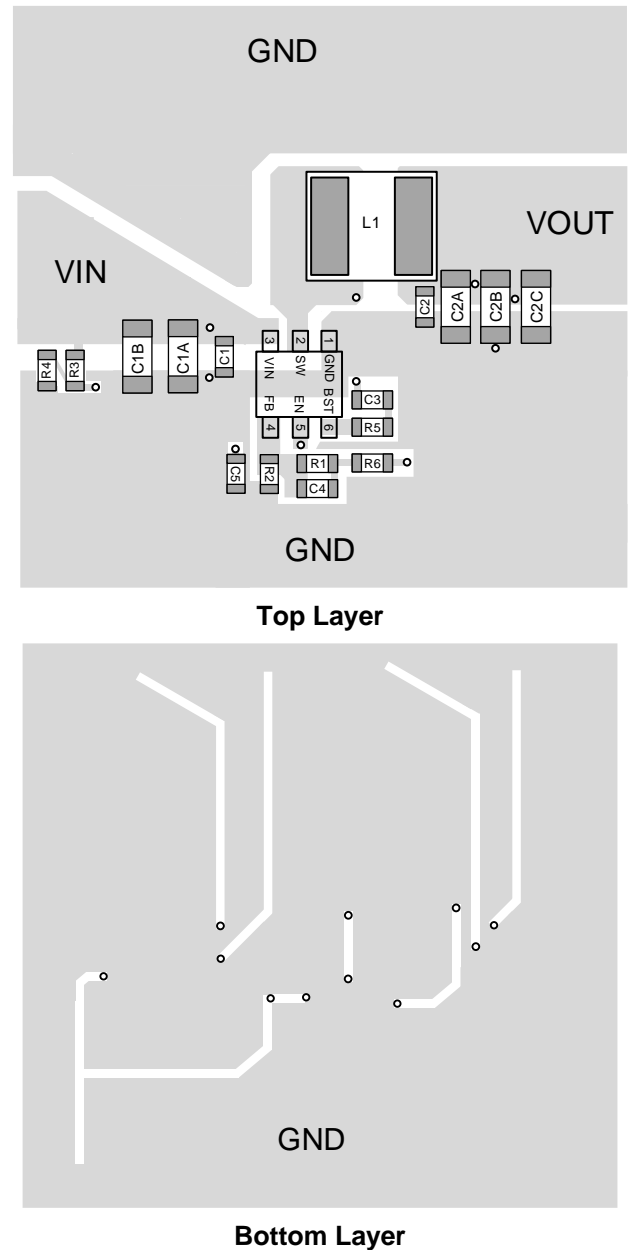 GND
L1
VOUT
VIN
C2
C2A
C2B
C2C
C1B
C1A
C1
R4
R3
3
2
1
VIN
SW
GND
FB
EN
BST
4
5
6
C3
R5
C5
R2
R1
R6
C4
GND
Top Layer
GND
Bottom Layer